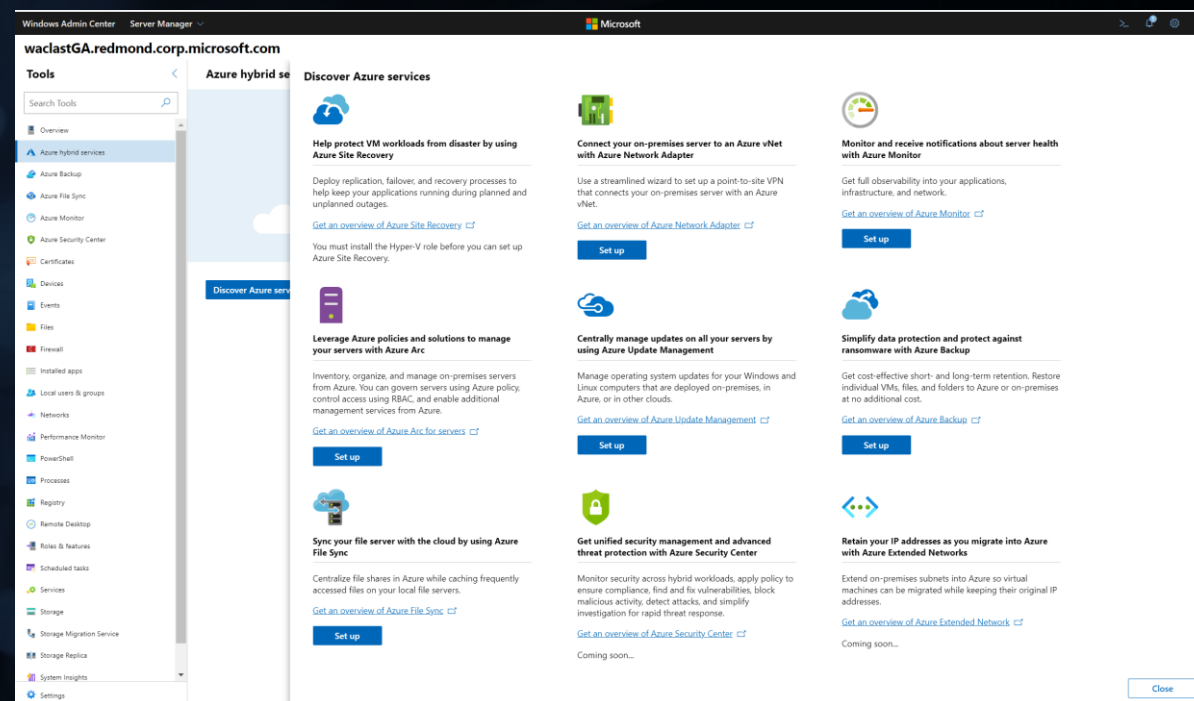 Windows Admin Center Server Manager
Microsoft
waclastGA.redmond.corp.microsoft.com
Tools
Search Tools
Overview
Azure hybrid services
Azure Backup
Azure File Sync
Azure Monitor
Azure Security Center
Certificates
Devices
Events
Files
Firewall
Installed apps
Local users & groups
Networks
Performance Monitor
PowerShell
Processes
Registry
Remote Desktop
Roles & features
Scheduled tasks
Services
Storage
Storage Migration Service
Storage Replica
System Insights
Settings
Azure hybrid se
Discover Azure serv
Discover Azure services
Help protect VM workloads from disaster by using
Azure Site Recovery
Deploy replication, failover, and recovery processes to
help keep your applications running during planned and
unplanned outages.
Get an overview of Azure Site Recovery
You must install the Hyper-V role before you can set up
Azure Site Recovery.
Connect your on-premises server to an Azure vNet
with Azure Network Adapter
Use a streamlined wizard to set up a point-to-site VPN
that connects your on-premises server with an Azure
vNet.
Get an overview of Azure Network Adapter
Set up
Monitor and receive notifications about server health
with Azure Monitor
Get full observability into your applications,
infrastructure, and network.
Get an overview of Azure Monitor
Set up
Leverage Azure policies and solutions to manage
your servers with Azure Arc
Inventory, organize, and manage on-premises servers
from Azure. You can govern servers using Azure policy,
control access using RBAC, and enable additional
management services from Azure.
Get an overview of Azure Arc for servers
Set up
Centrally manage updates on all your servers by
using Azure Update Management
Manage operating system updates for your Windows and
Linux computers that are deployed on-premises, in
Azure, or in other clouds.
Get an overview of Azure Update Management
Set up
Simplify data protection and protect against
ransomware with Azure Backup
Get cost-effective short- and long-term retention. Restore
individual VMs, files, and folders to Azure or on-premises
at no additional cost.
Get an overview of Azure Backup
Set up
Sync your file server with the cloud by using Azure
File Sync
Centralize file shares in Azure while caching frequently
accessed files on your local file servers.
Get an overview of Azure File Sync
Set up
Get unified security management and advanced
threat protection with Azure Security Center
Monitor security across hybrid workloads, apply policy to
ensure compliance, find and fix vulnerabilities, block
malicious activity, detect attacks, and simplify
investigation for rapid threat response.
Get an overview of Azure Security Center
Coming soon...
Retain your IP addresses as you migrate into Azure
with Azure Extended Networks
Extend on-premises subnets into Azure so virtual
machines can be migrated while keeping their original IP
addresses.
Get an overview of Azure Extended Network
Coming soon...
Close